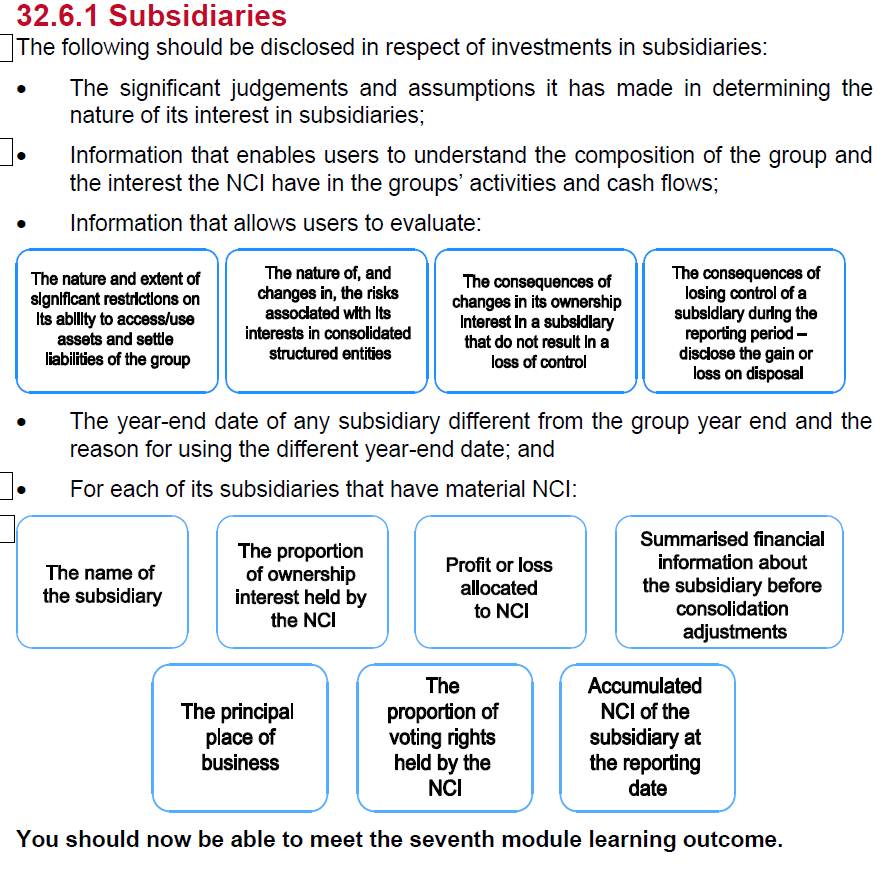 32.6.1 Subsidiaries
The following should be disclosed in respect of investments in subsidiaries:
• The significant judgements and assumptions it has made in determining the
nature of its interest in subsidiaries;
• Information that enables users to understand the composition of the group and
the interest the NCI have in the groups' activities and cash flows;
• Information that allows users to evaluate:
The nature and extent of
significant restrictions on
its ability to access/use
assets and settle
liabilities of the group
The nature of, and
changes in, the risks
associated with its
interests in consolidated
structured entities
The consequences of
changes in its ownership
interest in a subsidiary
that do not result in a
loss of control
The consequences of
losing control of a
subsidiary during the
reporting period –
disclose the gain or
loss on disposal
• The year-end date of any subsidiary different from the group year end and the
reason for using the different year-end date; and
• For each of its subsidiaries that have material NCI:
The name of
the subsidiary
The proportion
of ownership
interest held by
the NCI
Profit or loss
allocated
to NCI
Summarised financial
information about
the subsidiary before
consolidation
adjustments
The principal
place of
business
The
proportion of
voting rights
held by the
NCI
Accumulated
NCI of the
subsidiary at
the reporting
date
You should now be able to meet the seventh module learning outcome.